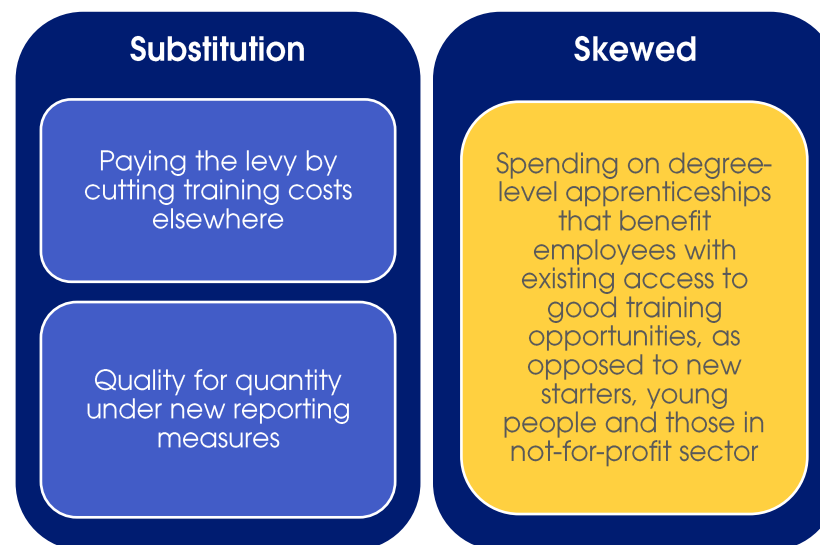 Substitution
Paying the levy by
cutting training costs
elsewhere
Quality for quantity
under new reporting
measures
Skewed
Spending on degree-
level apprenticeships
that benefit
employees with
existing access to
good training
opportunities, as
opposed to new
starters, young
people and those in
not-for-profit sector